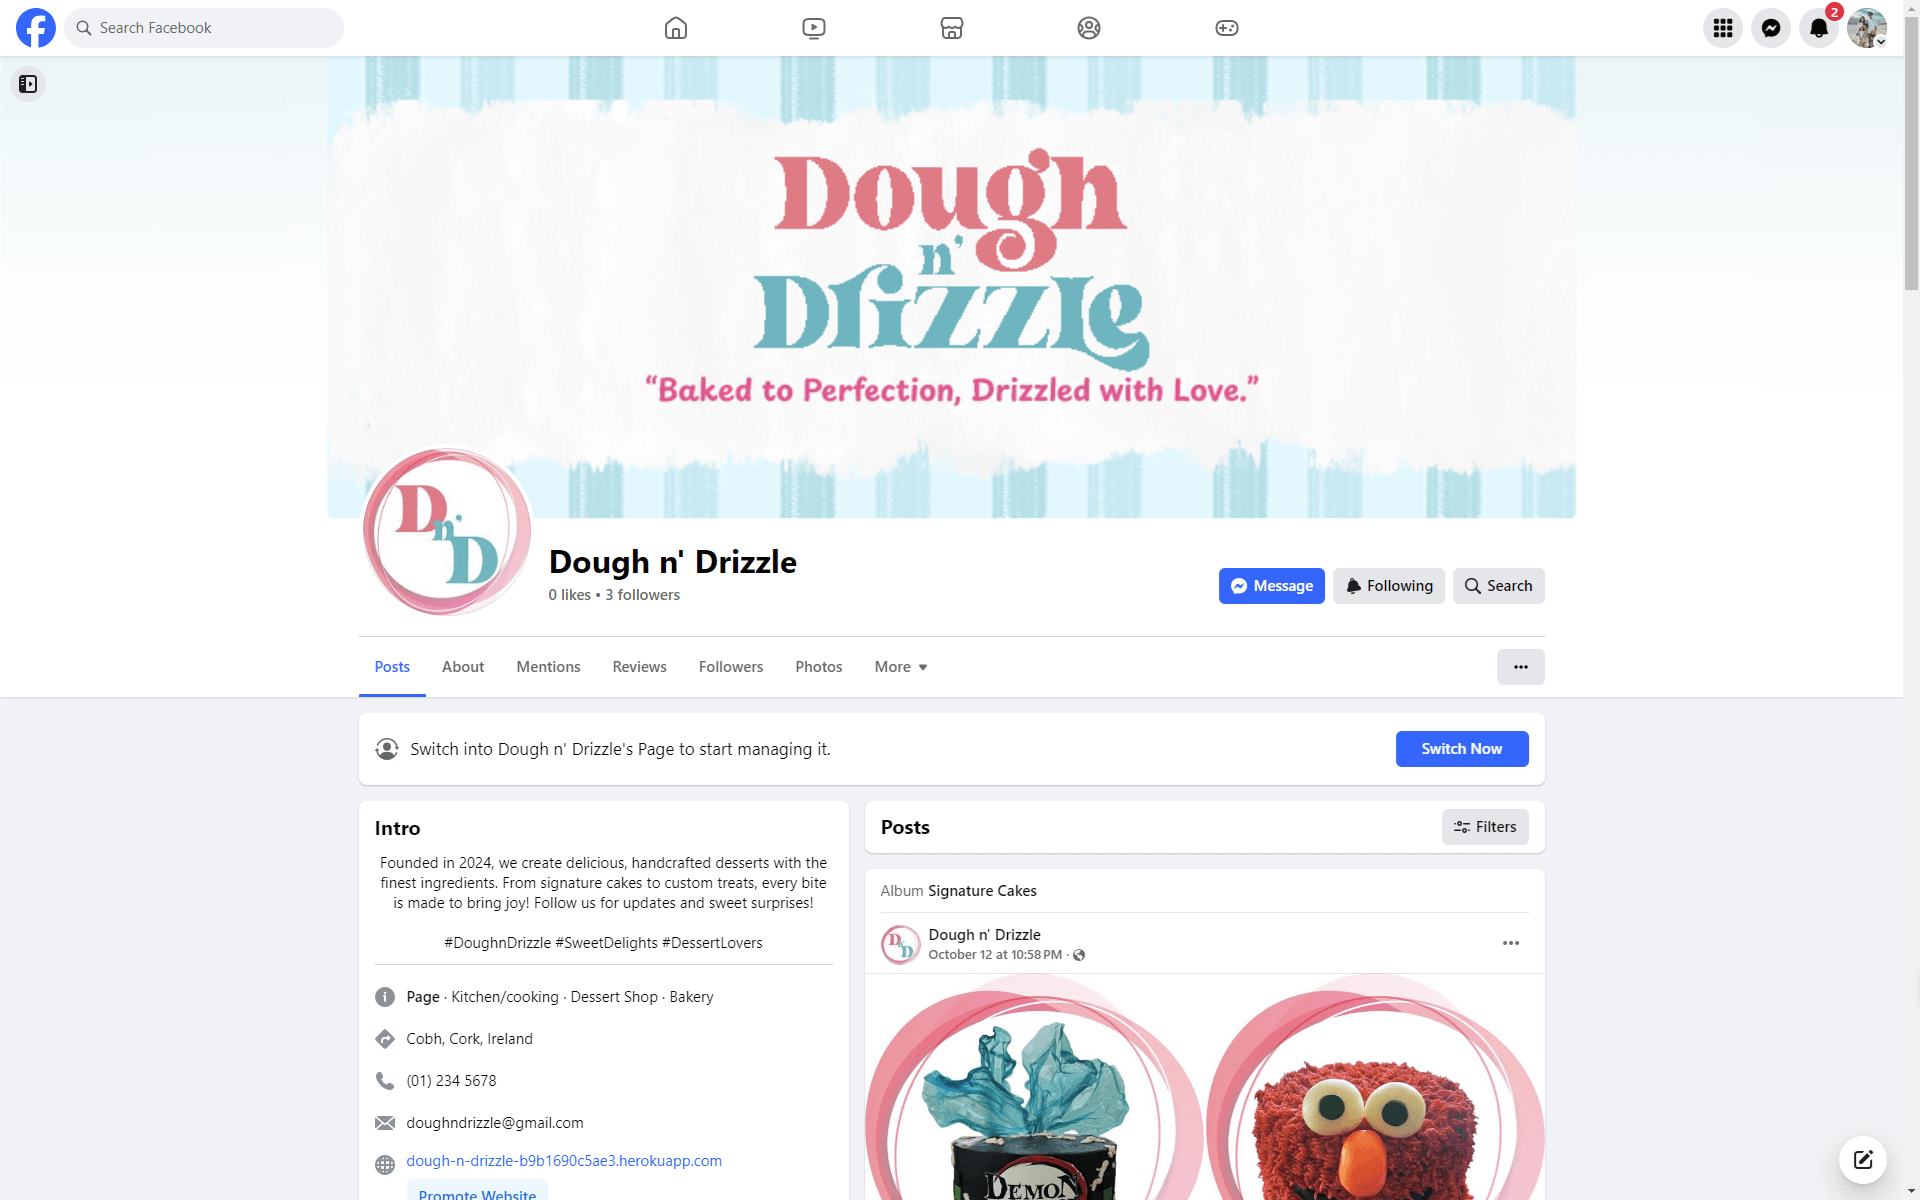 Search Facebook
2
Dough
n'
Drizzle
“Baked to Perfection, Drizzled with Love.”
D
n'
D
Dough n' Drizzle
0 likes • 3 followers
Message
Following
Search
Posts
About
Mentions
Reviews
Followers
Photos
More
Switch into Dough n' Drizzle's Page to start managing it.
Switch Now
Intro
Founded in 2024, we create delicious, handcrafted desserts with the
finest ingredients. From signature cakes to custom treats, every bite
is made to bring joy! Follow us for updates and sweet surprises!
#DoughnDrizzle #SweetDelights #DessertLovers
Page · Kitchen/cooking · Dessert Shop · Bakery
Cobh, Cork, Ireland
(01) 234 5678
doughndrizzle@gmail.com
dough-n-drizzle-b9b1690c5ae3.herokuapp.com
Promote Website
Posts
Filters
Album Signature Cakes
D
n'
D
Dough n' Drizzle
October 12 at 10:58 PM ·
DEMON